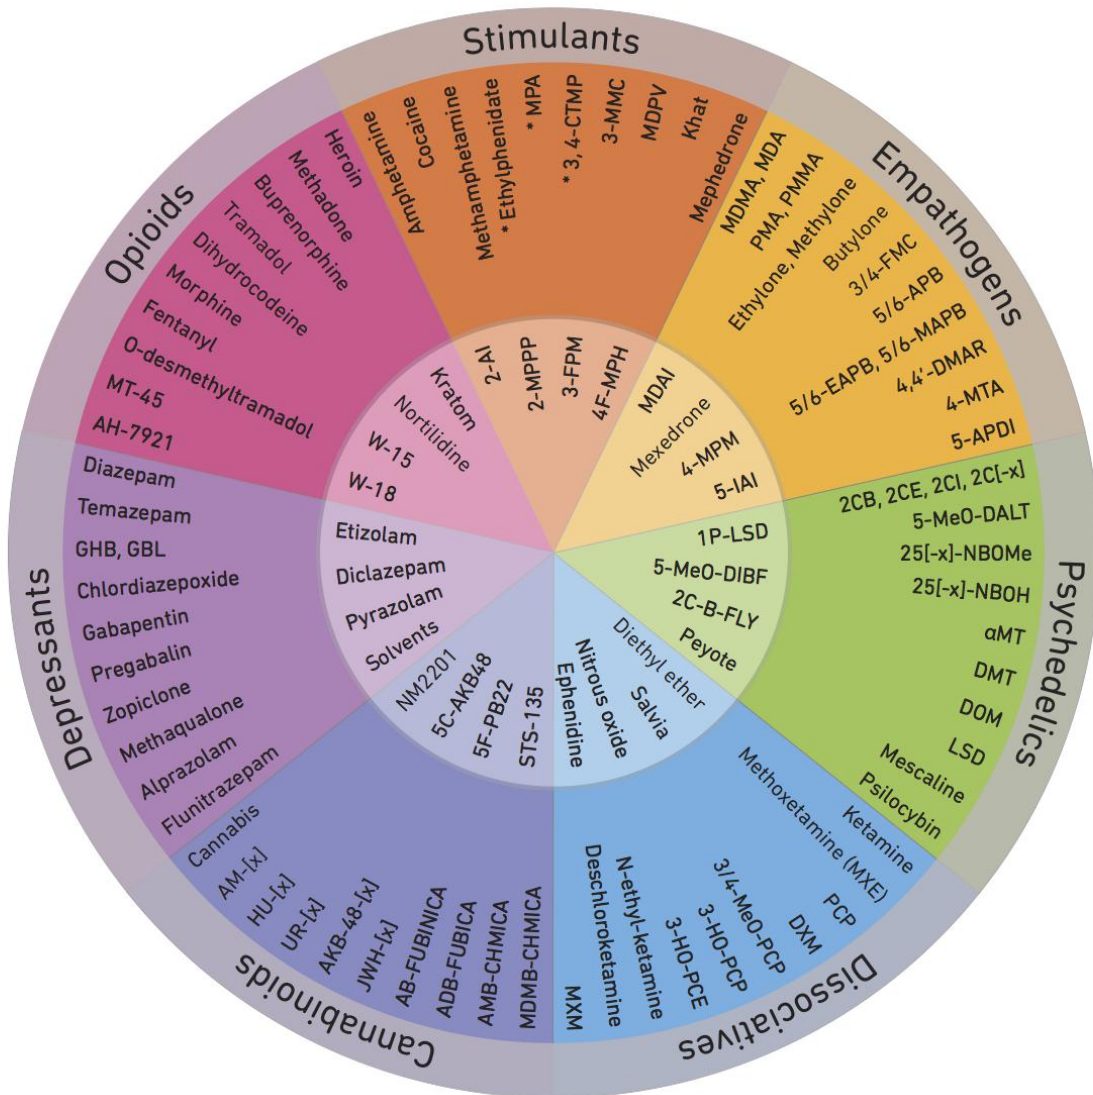 Stimulants
Amphetamine
Cocaine
Methamphetamine
* Ethylphenidate
* MPA
* 3, 4-CTMP
3-MMC
MDPV
Khat
Mephedrone
2-AI
2-MPPP
3-FPM
4F-MPH
Empathogens
MDMA, MDA
PMA, PMMA
Ethylone, Methylone
Butylone
3/4-FMC
5/6-APB
5/6-EAPB, 5/6-MAPB
4,4'-DMAR
4-MTA
5-APDI
MDAI
Mexedrone
4-MPM
5-IAI
Psychedelics
2CB, 2CE, 2CI, 2C[-x]
5-MeO-DALT
25[-x]-NBOMe
25[-x]-NBOH
αMT
DMT
DOM
LSD
Mescaline
Psilocybin
1P-LSD
5-MeO-DIBF
2C-B-FLY
Peyote
Dissociatives
Ketamine
Methoxetamine (MXE)
PCP
DXM
3/4-MeO-PCP
3-HO-PCP
3-HO-PCE
N-ethyl-ketamine
Deschloroketamine
MXM
Diethyl ether
Salvia
Nitrous oxide
Ephenidine
Cannabinoids
MDMB-CHMICA
AMB-CHMICA
ADB-FUBICA
AB-FUBINICA
JWH-[x]
AKB-48-[x]
UR-[x]
HU-[x]
AM-[x]
Cannabis
STS-135
5F-PB22
5C-AKB48
NM2201
Depressants
Diazepam
Temazepam
GHB, GBL
Chlordiazepoxide
Gabapentin
Pregabalin
Zopiclone
Methaqualone
Alprazolam
Flunitrazepam
Etizolam
Diclazepam
Pyrazolam
Solvents
Opioids
Heroin
Methadone
Buprenorphine
Tramadol
Dihydrocodeine
Morphine
Fentanyl
O-desmethyltramadol
MT-45
AH-7921
Kratom
Nortilidine
W-15
W-18